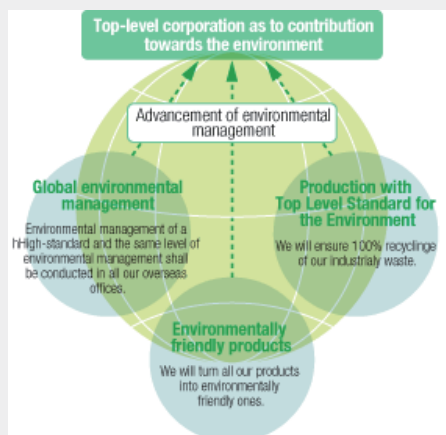 Top-level corporation as to contribution
towards the environment
Advancement of environmental
management
Global environmental
management
Environmental management of a
hHigh-standard and the same level of
environmental management shall
be conducted in all our overseas
offices.
Production with
Top Level Standard for
the Environment
We will ensure 100% recyclinge
of our industrialy waste.
Environmentally
friendly products
We will turn all our products
into environmentally
friendly ones.